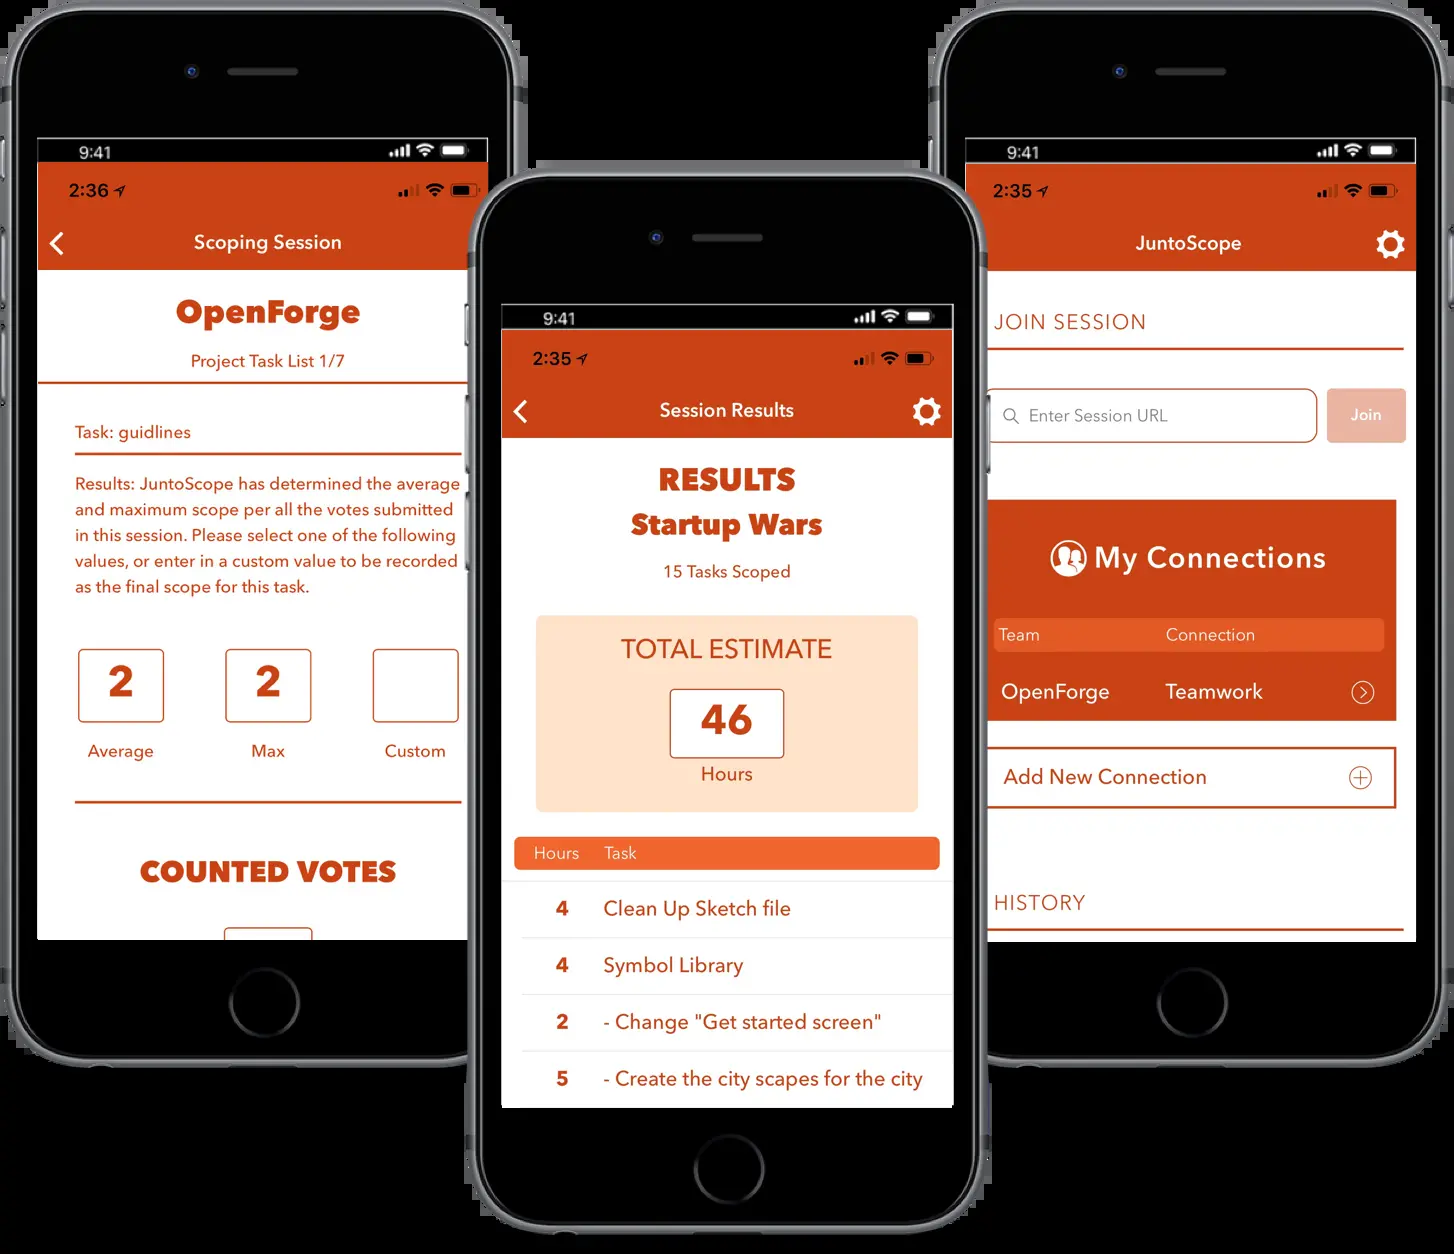 9:41
2:36
Scoping Session
OpenForge
Project Task List 1/7
Task: guidlines
Results: JuntoScope has determined the average
and maximum scope per all the votes submitted
in this session. Please select one of the following
values, or enter in a custom value to be recorded
as the final scope for this task.
2 2
Average Max Custom
COUNTED VOTES
9:41
2:35
Session Results
RESULTS
Startup Wars
15 Tasks Scoped
TOTAL ESTIMATE
46
Hours
Hours Task
4 Clean Up Sketch file
4 Symbol Library
2 - Change "Get started screen"
5 - Create the city scapes for the city
9:41
2:35
JuntoScope
JOIN SESSION
Enter Session URL Join
My Connections
Team Connection
OpenForge Teamwork
Add New Connection
HISTORY